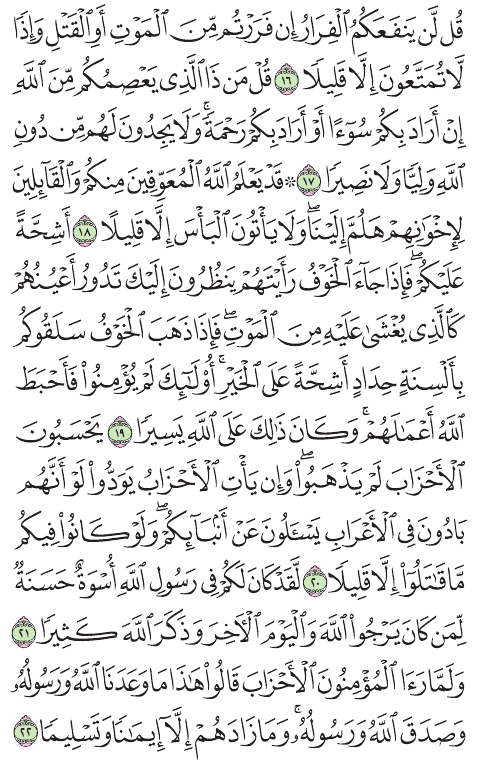 قُل لَّن يَنفَعَكُمُ ٱلْفِرَارُ إِن فَرَرْتُم مِّنَ ٱلْمَوْتِ أَوِ ٱلْقَتْلِ وَإِذًا
لَّا تُمَتَّعُونَ إِلَّا قَلِيلًا ١٦ قُلْ مَن ذَا ٱلَّذِى يَعْصِمُكُم مِّنَ ٱللَّهِ
إِنْ أَرَادَ بِكُمْ سُوٓءًا أَوْ أَرَادَ بِكُمْ رَحْمَةً ۚ وَلَا يَجِدُونَ لَهُم مِّن دُونِ
ٱللَّهِ وَلِيًّا وَلَا نَصِيرًا ١٧ ۞ قَدْ يَعْلَمُ ٱللَّهُ ٱلْمُعَوِّقِينَ مِنكُمْ وَٱلْقَآئِلِينَ
لِإِخْوَٰنِهِمْ هَلُمَّ إِلَيْنَا ۖ وَلَا يَأْتُونَ ٱلْبَأْسَ إِلَّا قَلِيلًا ١٨ أَشِحَّةً
عَلَيْكُمْ ۖ فَإِذَا جَآءَ ٱلْخَوْفُ رَأَيْتَهُمْ يَنظُرُونَ إِلَيْكَ تَدُورُ أَعْيُنُهُمْ
كَٱلَّذِى يُغْشَىٰ عَلَيْهِ مِنَ ٱلْمَوْتِ ۖ فَإِذَا ذَهَبَ ٱلْخَوْفُ سَلَقُوكُم
بِأَلْسِنَةٍ حِدَادٍ أَشِحَّةً عَلَى ٱلْخَيْرِ ۚ أُو۟لَـٰٓئِكَ لَمْ يُؤْمِنُوا۟ فَأَحْبَطَ
ٱللَّهُ أَعْمَـٰلَهُمْ ۚ وَكَانَ ذَٰلِكَ عَلَى ٱللَّهِ يَسِيرًا ١٩ يَحْسَبُونَ
ٱلْأَحْزَابَ لَمْ يَذْهَبُوا۟ ۖ وَإِن يَأْتِ ٱلْأَحْزَابُ يَوَدُّوا۟ لَوْ أَنَّهُم
بَادُونَ فِى ٱلْأَعْرَابِ يَسْـَٔلُونَ عَنْ أَنۢبَآئِكُمْ ۖ وَلَوْ كَانُوا۟ فِيكُم
مَّا قَـٰتَلُوٓا۟ إِلَّا قَلِيلًا ٢٠ لَّقَدْ كَانَ لَكُمْ فِى رَسُولِ ٱللَّهِ أُسْوَةٌ حَسَنَةٌ
لِّمَن كَانَ يَرْجُوا۟ ٱللَّهَ وَٱلْيَوْمَ ٱلْـَٔاخِرَ وَذَكَرَ ٱللَّهَ كَثِيرًا ٢١
وَلَمَّا رَءَا ٱلْمُؤْمِنُونَ ٱلْأَحْزَابَ قَالُوا۟ هَـٰذَا مَا وَعَدَنَا ٱللَّهُ وَرَسُولُهُۥ
وَصَدَقَ ٱللَّهُ وَرَسُولُهُۥ ۚ وَمَا زَادَهُمْ إِلَّآ إِيمَـٰنًا وَتَسْلِيمًا ٢٢